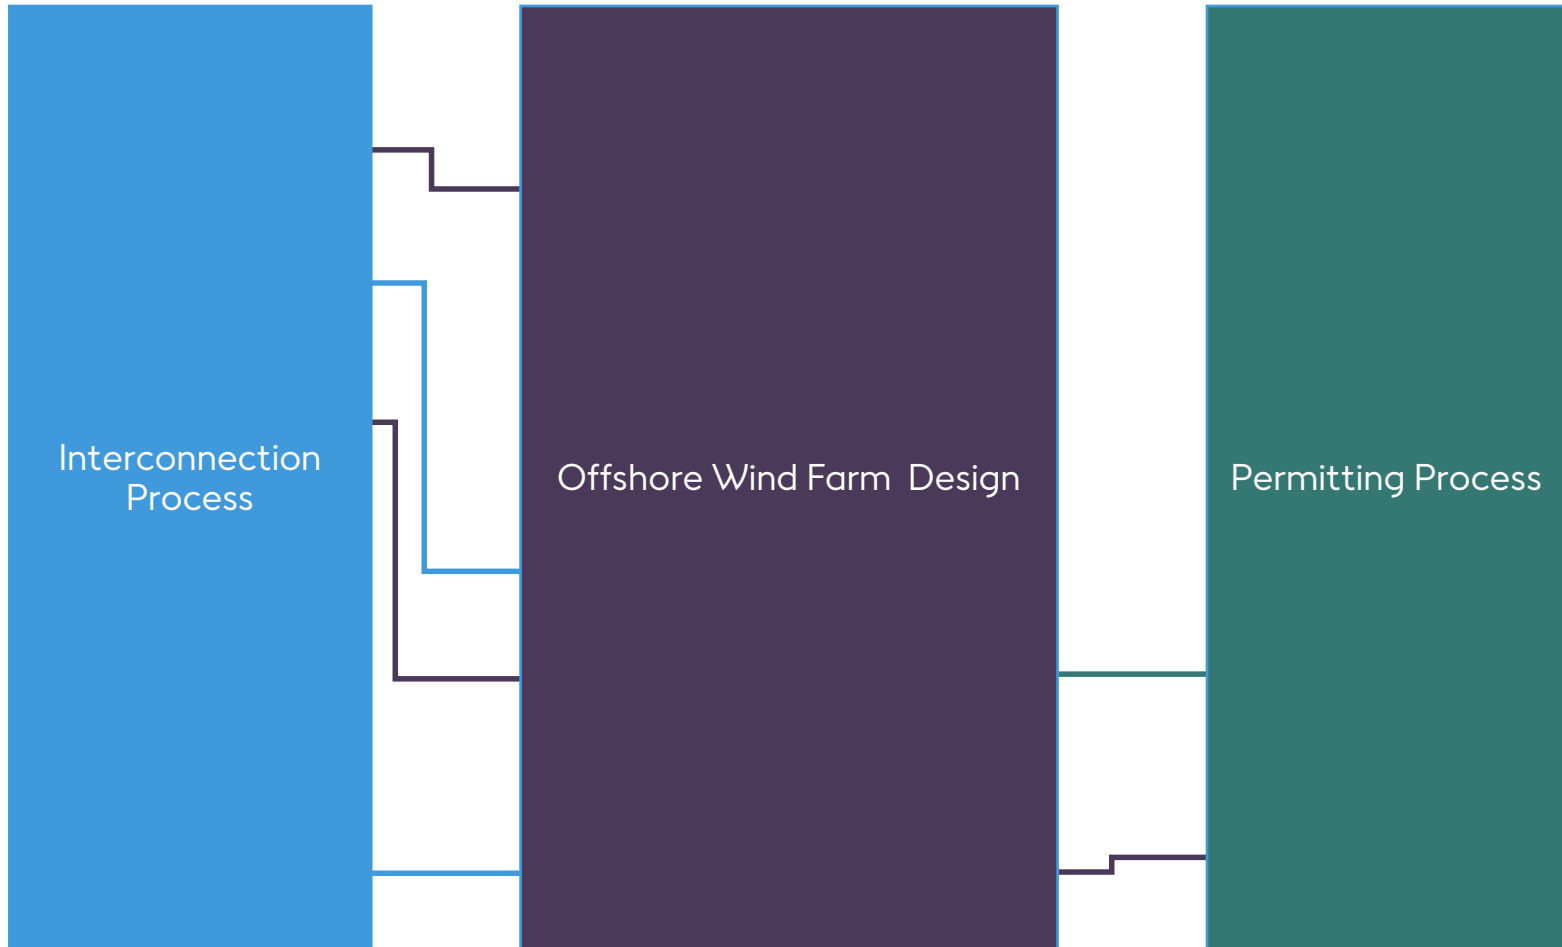 Interconnection
Process
Offshore Wind Farm  Design
Permitting Process